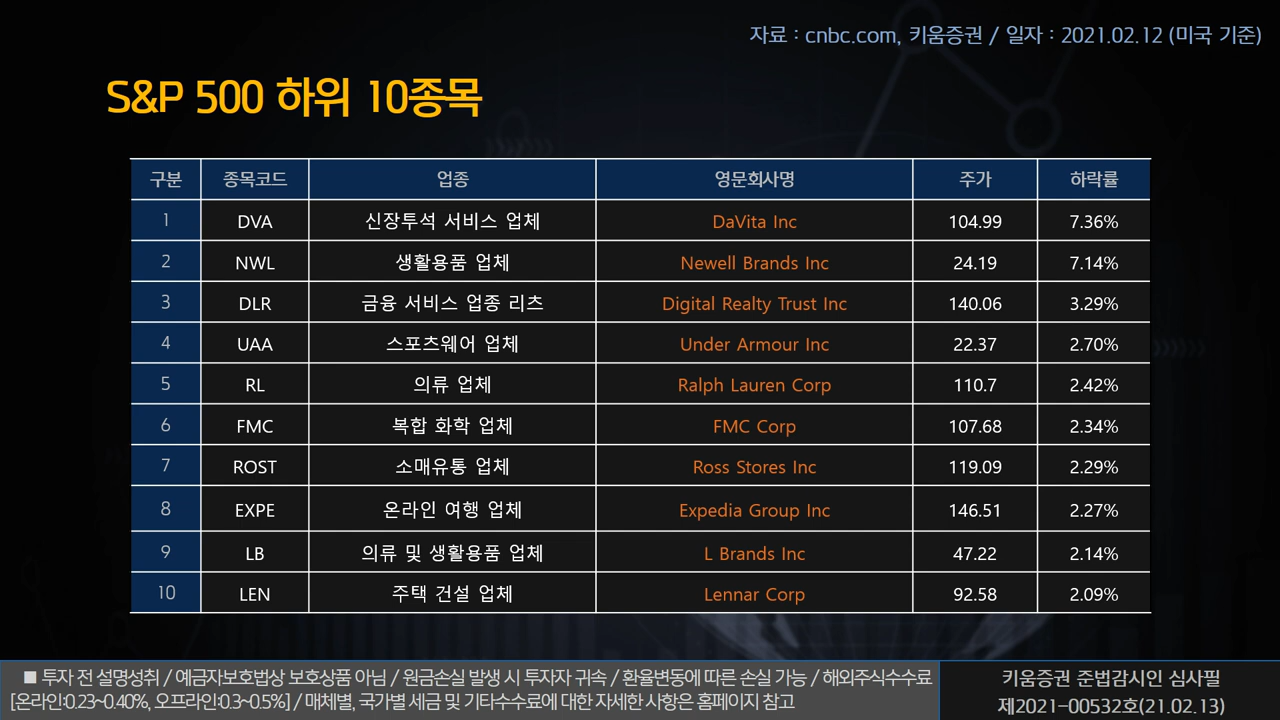 자료 : cnbc.com, 키움증권 / 일자 : 2021.02.12 (미국 기준)
S&P 500 하위 10종목
구분 종목코드 업종 영문회사명 주가 하락률
1 DVA 신장투석 서비스 업체 DaVita Inc 104.99 7.36%
2 NWL 생활용품 업체 Newell Brands Inc 24.19 7.14%
3 DLR 금융 서비스 업종 리츠 Digital Realty Trust Inc 140.06 3.29%
4 UAA 스포츠웨어 업체 Under Armour Inc 22.37 2.70%
5 RL 의류 업체 Ralph Lauren Corp 110.7 2.42%
6 FMC 복합 화학 업체 FMC Corp 107.68 2.34%
7 ROST 소매유통 업체 Ross Stores Inc 119.09 2.29%
8 EXPE 온라인 여행 업체 Expedia Group Inc 146.51 2.27%
9 LB 의류 및 생활용품 업체 L Brands Inc 47.22 2.14%
10 LEN 주택 건설 업체 Lennar Corp 92.58 2.09%
■ 투자 전 설명성취 / 예금자보호법상 보호상품 아님 / 원금손실 발생 시 투자자 귀속 / 환율변동에 따른 손실 가능 / 해외주식수수료
[온라인:0.23~0.40%, 오프라인:0.3~0.5%] / 매체별, 국가별 세금 및 기타수수료에 대한 자세한 사항은 홈페이지 참고
키움증권 준법감시인 심사필
제2021-00532호(21.02.13)